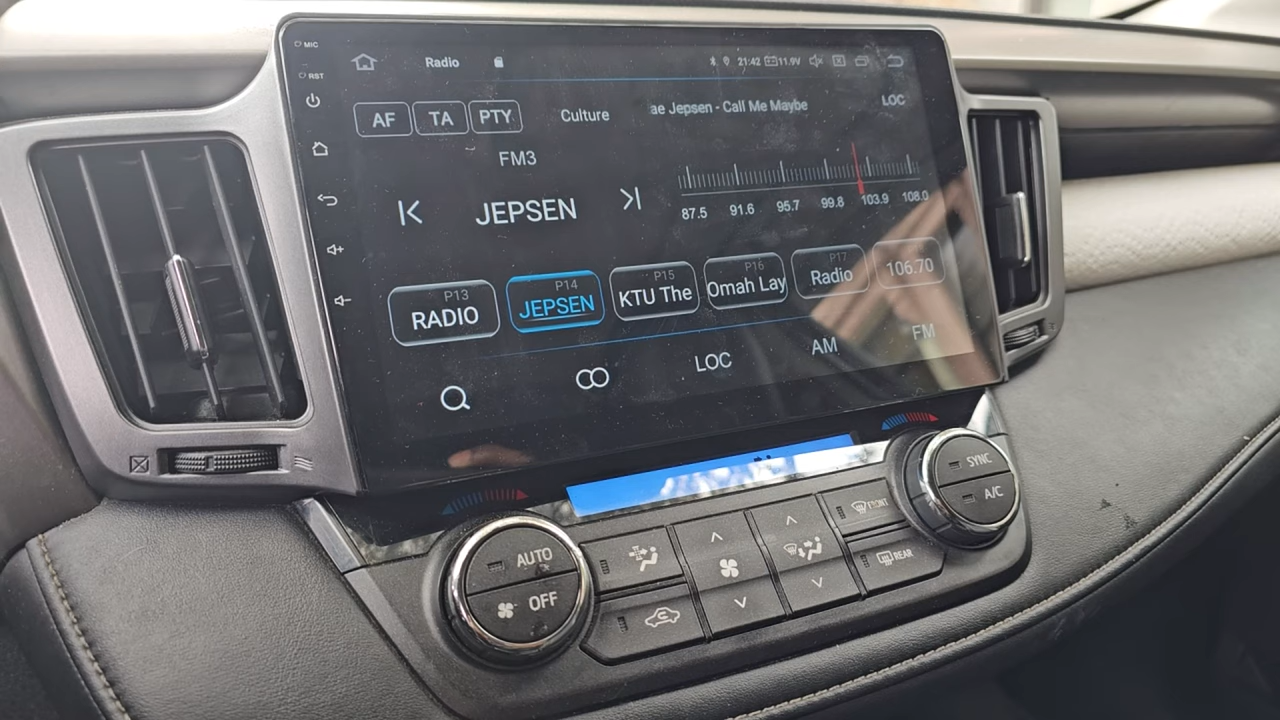 MIC
Radio
21:42 11.9V
RST
AF TA PTY Culture ae Jepsen - Call Me Maybe LOC
FM3
JEPSEN
87.5 91.6 95.7 99.8 103.9 108.0
P13 P14 P15 P16 P17
RADIO JEPSEN KTU The Omah Lay Radio 106.70
LOC AM FM
SYNC
A/C
FRONT
REAR
AUTO
OFF